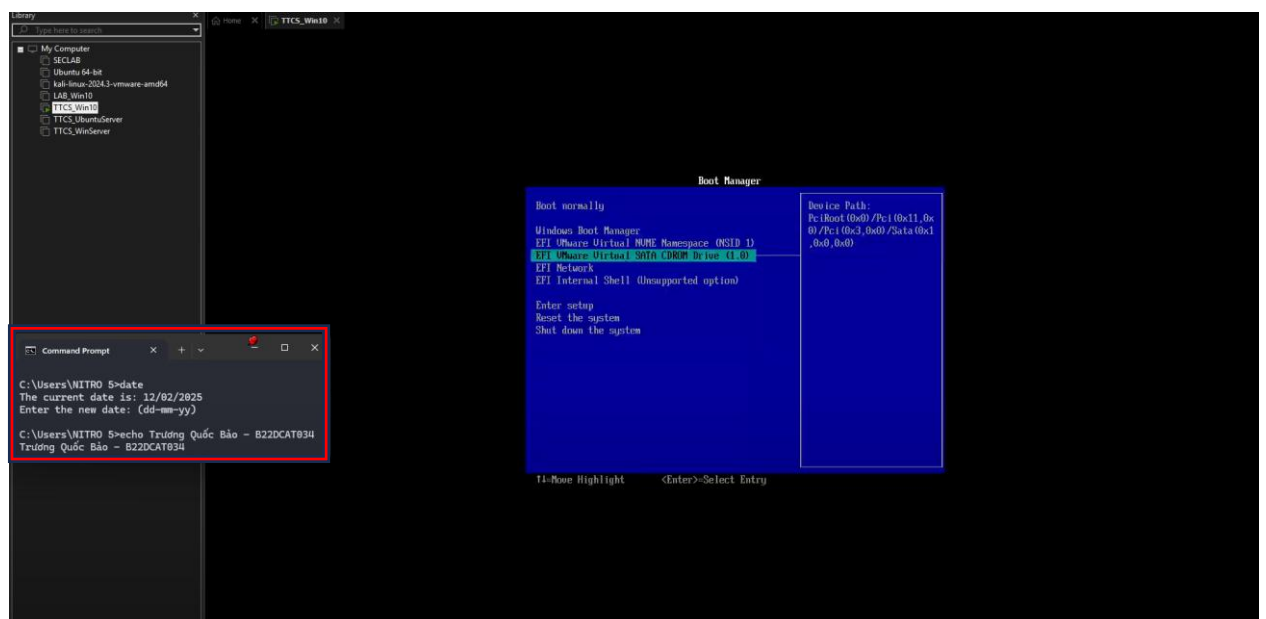 Library
Type here to search
My Computer
SECLAB
Ubuntu 64-bit
kali-linux-2024.3-vmware-amd64
LAB_Win10
TTCS_Win10
TTCS_UbuntuServer
TTCS_WinServer
Home
TTCS_Win10
Boot Manager
Boot normally
Windows Boot Manager
EFI VMware Virtual NVME Namespace (NSID 1)
EFI VMware Virtual SATA CDROM Drive (1.0)
EFI Network
EFI Internal Shell (Unsupported option)
Enter setup
Reset the system
Shut down the system
Device Path:
PciRoot(0x0)/Pci(0x11,0x
0)/Pci(0x3,0x0)/Sata(0x1
,0x0,0x0)
↑↓=Move Highlight <Enter>=Select Entry
Command Prompt
C:\Users\NITRO 5>date
The current date is: 12/02/2025
Enter the new date: (dd-mm-yy)
C:\Users\NITRO 5>echo Trương Quốc Bảo - B22DCAT034
Trương Quốc Bảo - B22DCAT034